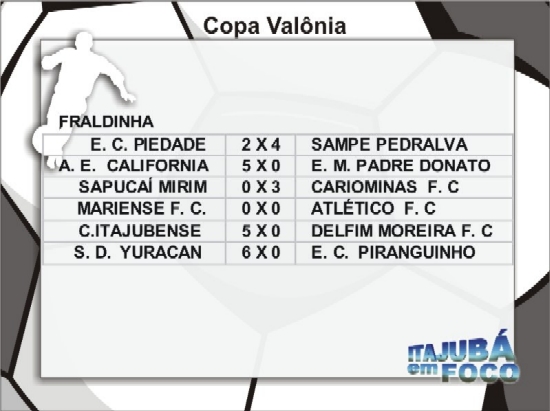 Copa Valônia
FRALDINHA
E. C. PIEDADE 2 X 4 SAMPE PEDRALVA
A. E. CALIFORNIA 5 X 0 E. M. PADRE DONATO
SAPUCAÍ MIRIM 0 X 3 CARIOMINAS F. C
MARIENSE F. C. 0 X 0 ATLÉTICO F. C
C.ITAJUBENSE 5 X 0 DELFIM MOREIRA F. C
S. D. YURACAN 6 X 0 E. C. PIRANGUINHO
ITAJUBÁ
em FOCO